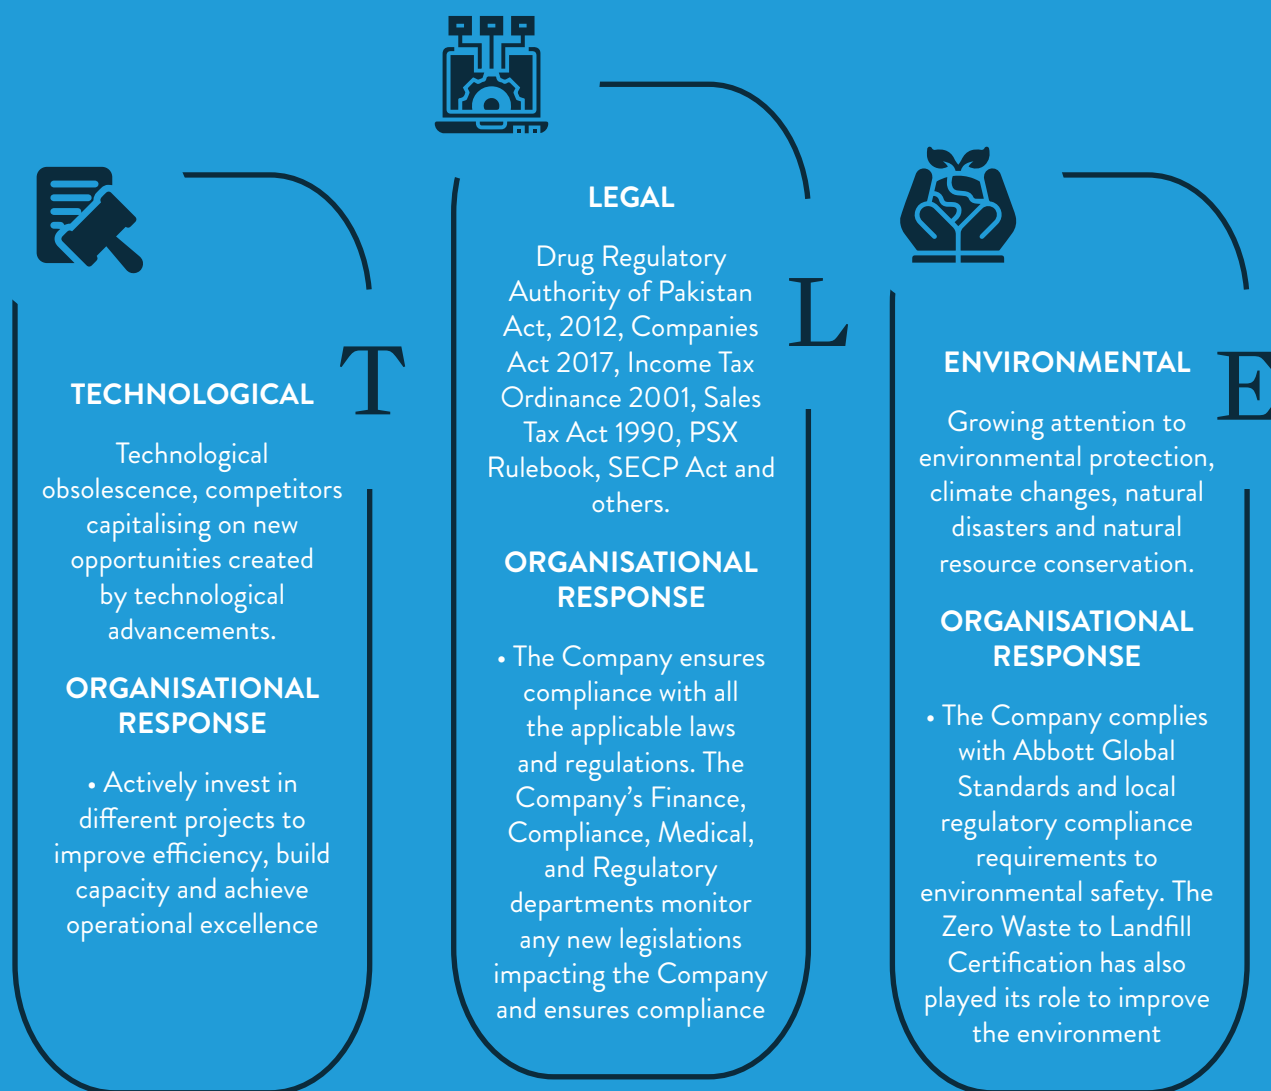 TECHNOLOGICAL
T
Technological
obsolescence, competitors
capitalising on new
opportunities created
by technological
advancements.
ORGANISATIONAL
RESPONSE
• Actively invest in
different projects to
improve efficiency, build
capacity and achieve
operational excellence
LEGAL
L
Drug Regulatory
Authority of Pakistan
Act, 2012, Companies
Act 2017, Income Tax
Ordinance 2001, Sales
Tax Act 1990, PSX
Rulebook, SECP Act and
others.
ORGANISATIONAL
RESPONSE
• The Company ensures
compliance with all
the applicable laws
and regulations. The
Company's Finance,
Compliance, Medical,
and Regulatory
departments monitor
any new legislations
impacting the Company
and ensures compliance
ENVIRONMENTAL
E
Growing attention to
environmental protection,
climate changes, natural
disasters and natural
resource conservation.
ORGANISATIONAL
RESPONSE
• The Company complies
with Abbott Global
Standards and local
regulatory compliance
requirements to
environmental safety. The
Zero Waste to Landfill
Certification has also
played its role to improve
the environment